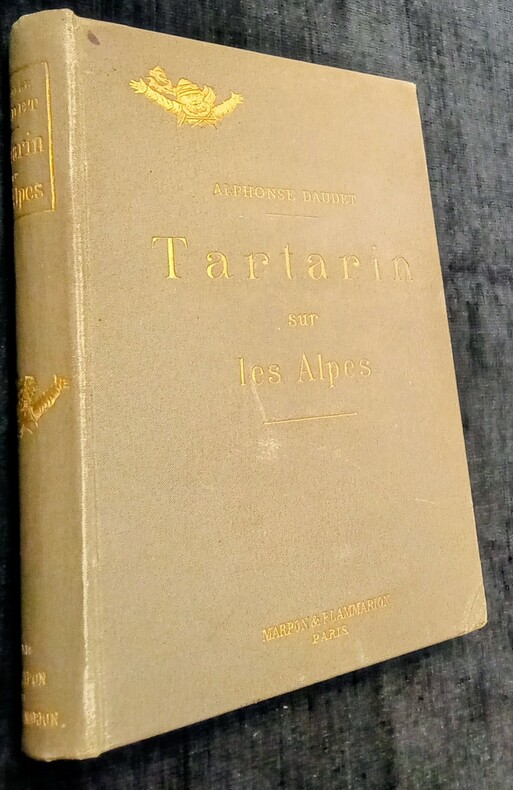 ALPHONSE DAUDET
Tartarin
sur
les Alpes
MARPON & FLAMMARION
PARIS